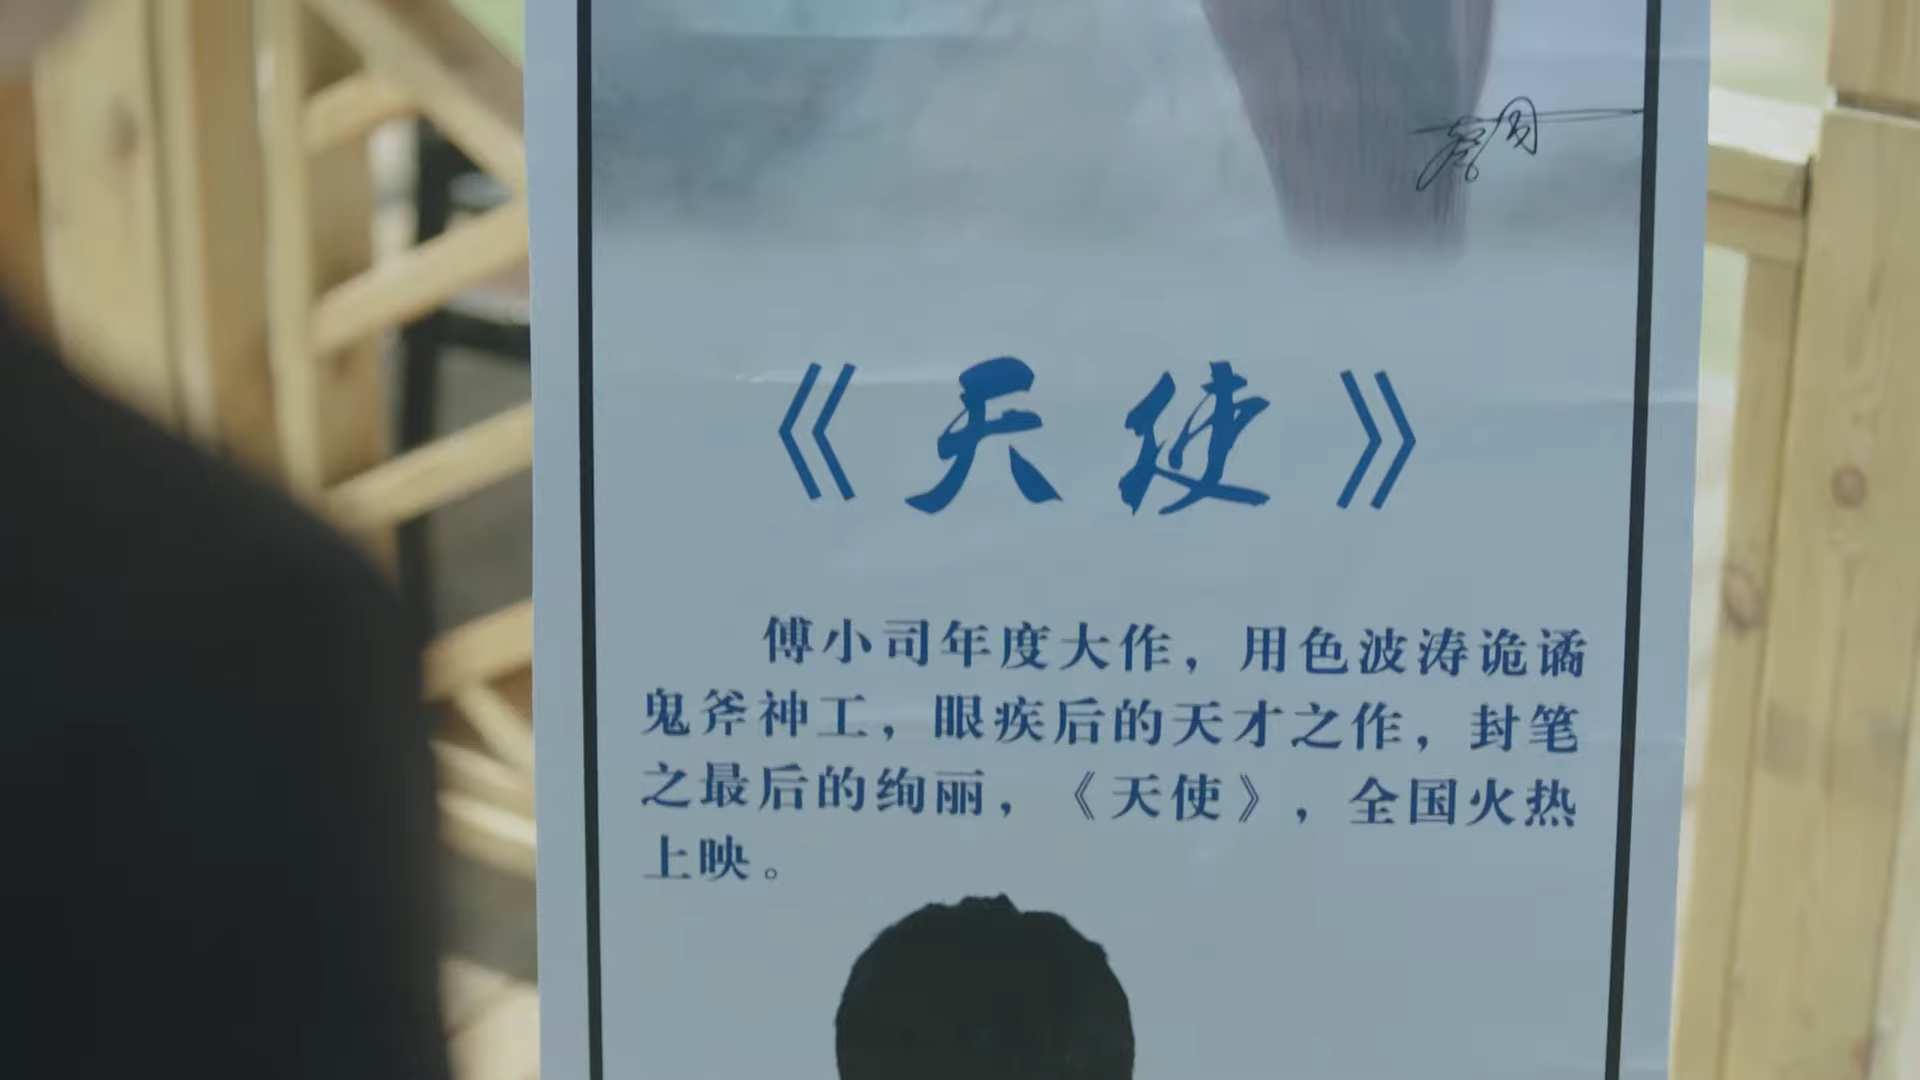 《天使》
傅小司年度大作，用色波涛诡谲
鬼斧神工，眼疾后的天才之作，封笔
之最后的绚丽，《天使》，全国火热
上映。